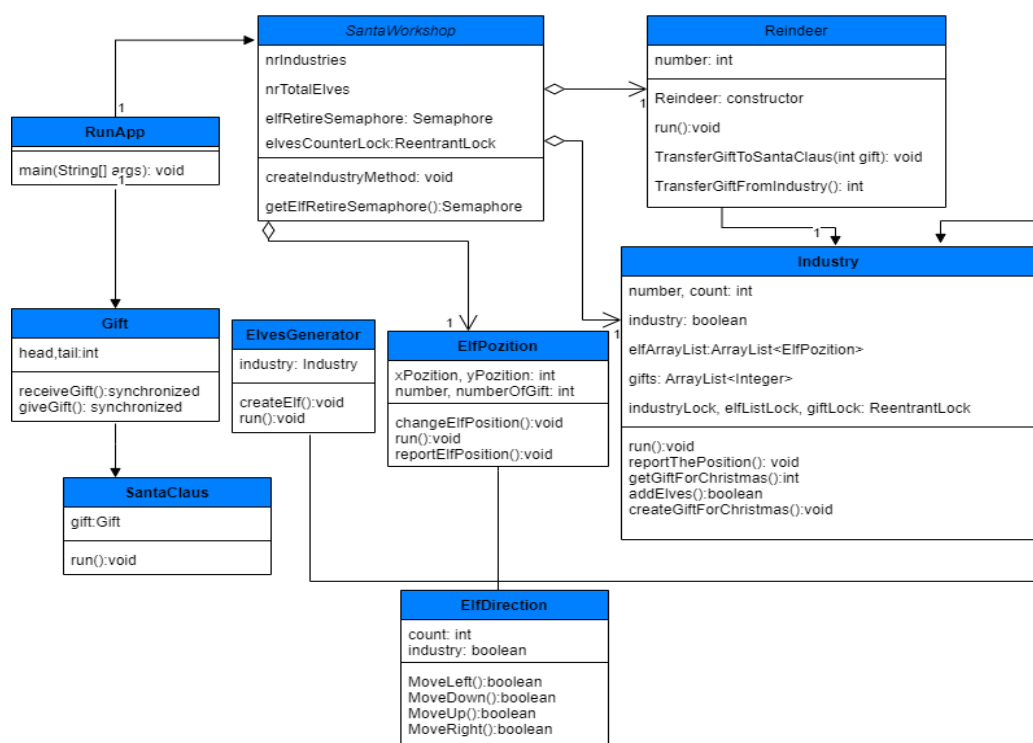 SantaWorkshop
nrIndustries
nrTotalElves
elfRetireSemaphore: Semaphore
elvesCounterLock:ReentrantLock
createIndustryMethod: void
getElfRetireSemaphore():Semaphore
Reindeer
number: int
Reindeer: constructor
run():void
TransferGiftToSantaClaus(int gift): void
TransferGiftFromIndustry(): int
1
1
RunApp
main(String[] args): void
1
1
Industry
number, count: int
industry: boolean
elfArrayList:ArrayList<ElfPozition>
gifts: ArrayList<Integer>
industryLock, elfListLock, giftLock: ReentrantLock
run():void
reportThePosition(): void
getGiftForChristmas():int
addElves():boolean
createGiftForChristmas():void
1
Gift
head,tail:int
receiveGift():synchronized
giveGift(): synchronized
ElvesGenerator
industry: Industry
createElf():void
run():void
1
ElfPozition
xPozition, yPozition: int
number, numberOfGift: int
changeElfPosition():void
run():void
reportElfPosition():void
SantaClaus
gift:Gift
run():void
ElfDirection
count: int
industry: boolean
MoveLeft():boolean
MoveDown():boolean
MoveUp():boolean
MoveRight():boolean